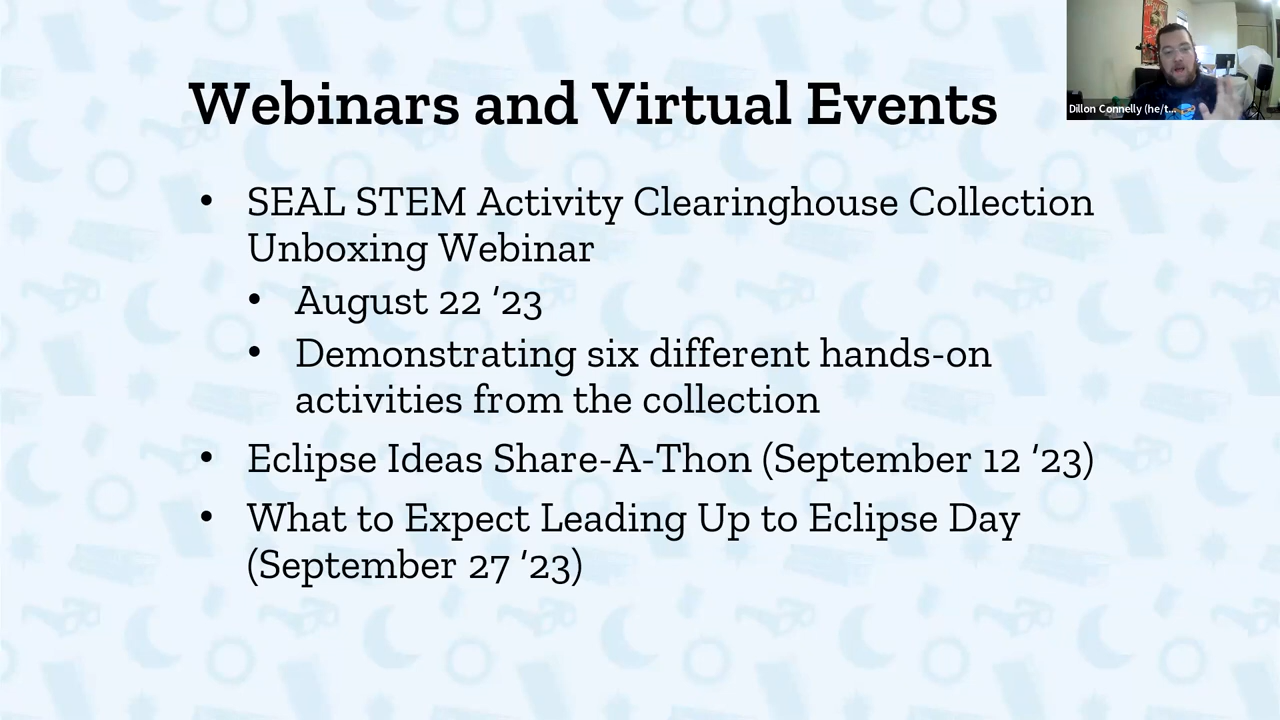 Webinars and Virtual Events
Dillon Connelly (he/t...
• SEAL STEM Activity Clearinghouse Collection
Unboxing Webinar
• August 22 ’23
• Demonstrating six different hands-on
activities from the collection
• Eclipse Ideas Share-A-Thon (September 12 ’23)
• What to Expect Leading Up to Eclipse Day
(September 27 ’23)